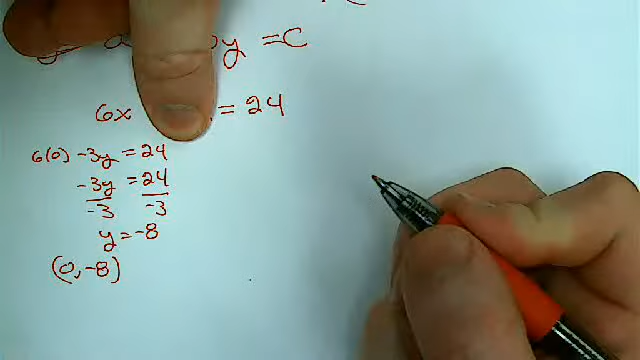 y = C
6x = 24
6(0) -3y = 24
-3y = 24
-3 -3
y = -8
(0, -8)